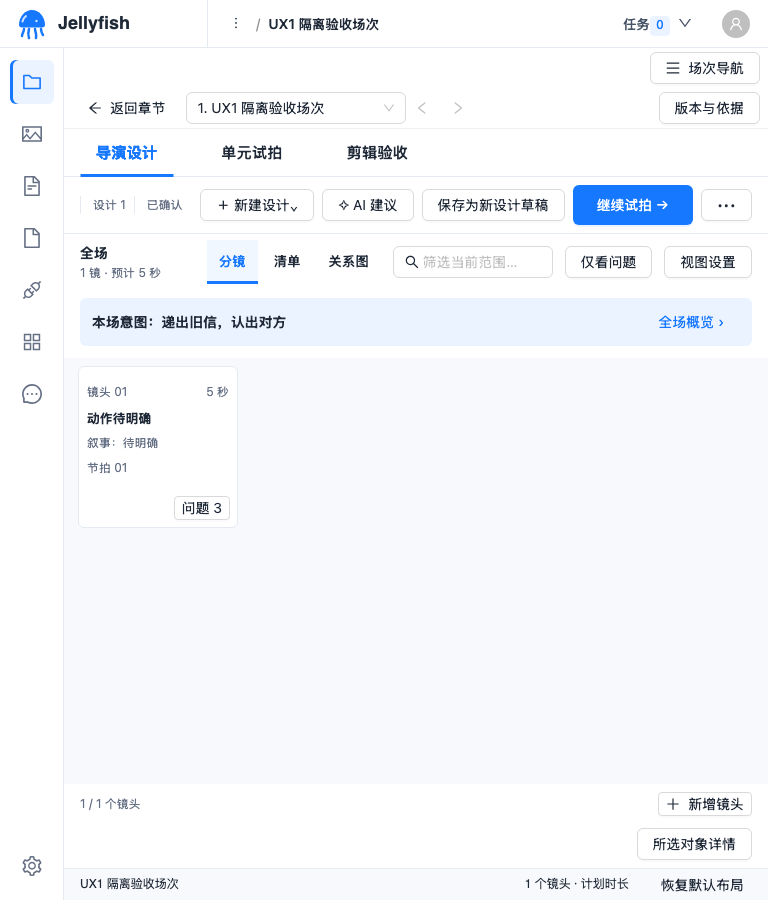 Jellyfish
/ UX1 隔离验收场次
任务 0
场次导航
返回章节
1. UX1 隔离验收场次
版本与依据
导演设计
单元试拍
剪辑验收
设计 1
已确认
新建设计
AI 建议
保存为新设计草稿
继续试拍 →
全场
1 镜 · 预计 5 秒
分镜
清单
关系图
筛选当前范围...
仅看问题
视图设置
本场意图：递出旧信，认出对方
全场概览 ›
镜头 01
5 秒
动作待明确
叙事：待明确
节拍 01
问题 3
1 / 1 个镜头
新增镜头
所选对象详情
UX1 隔离验收场次
1 个镜头 · 计划时长
恢复默认布局